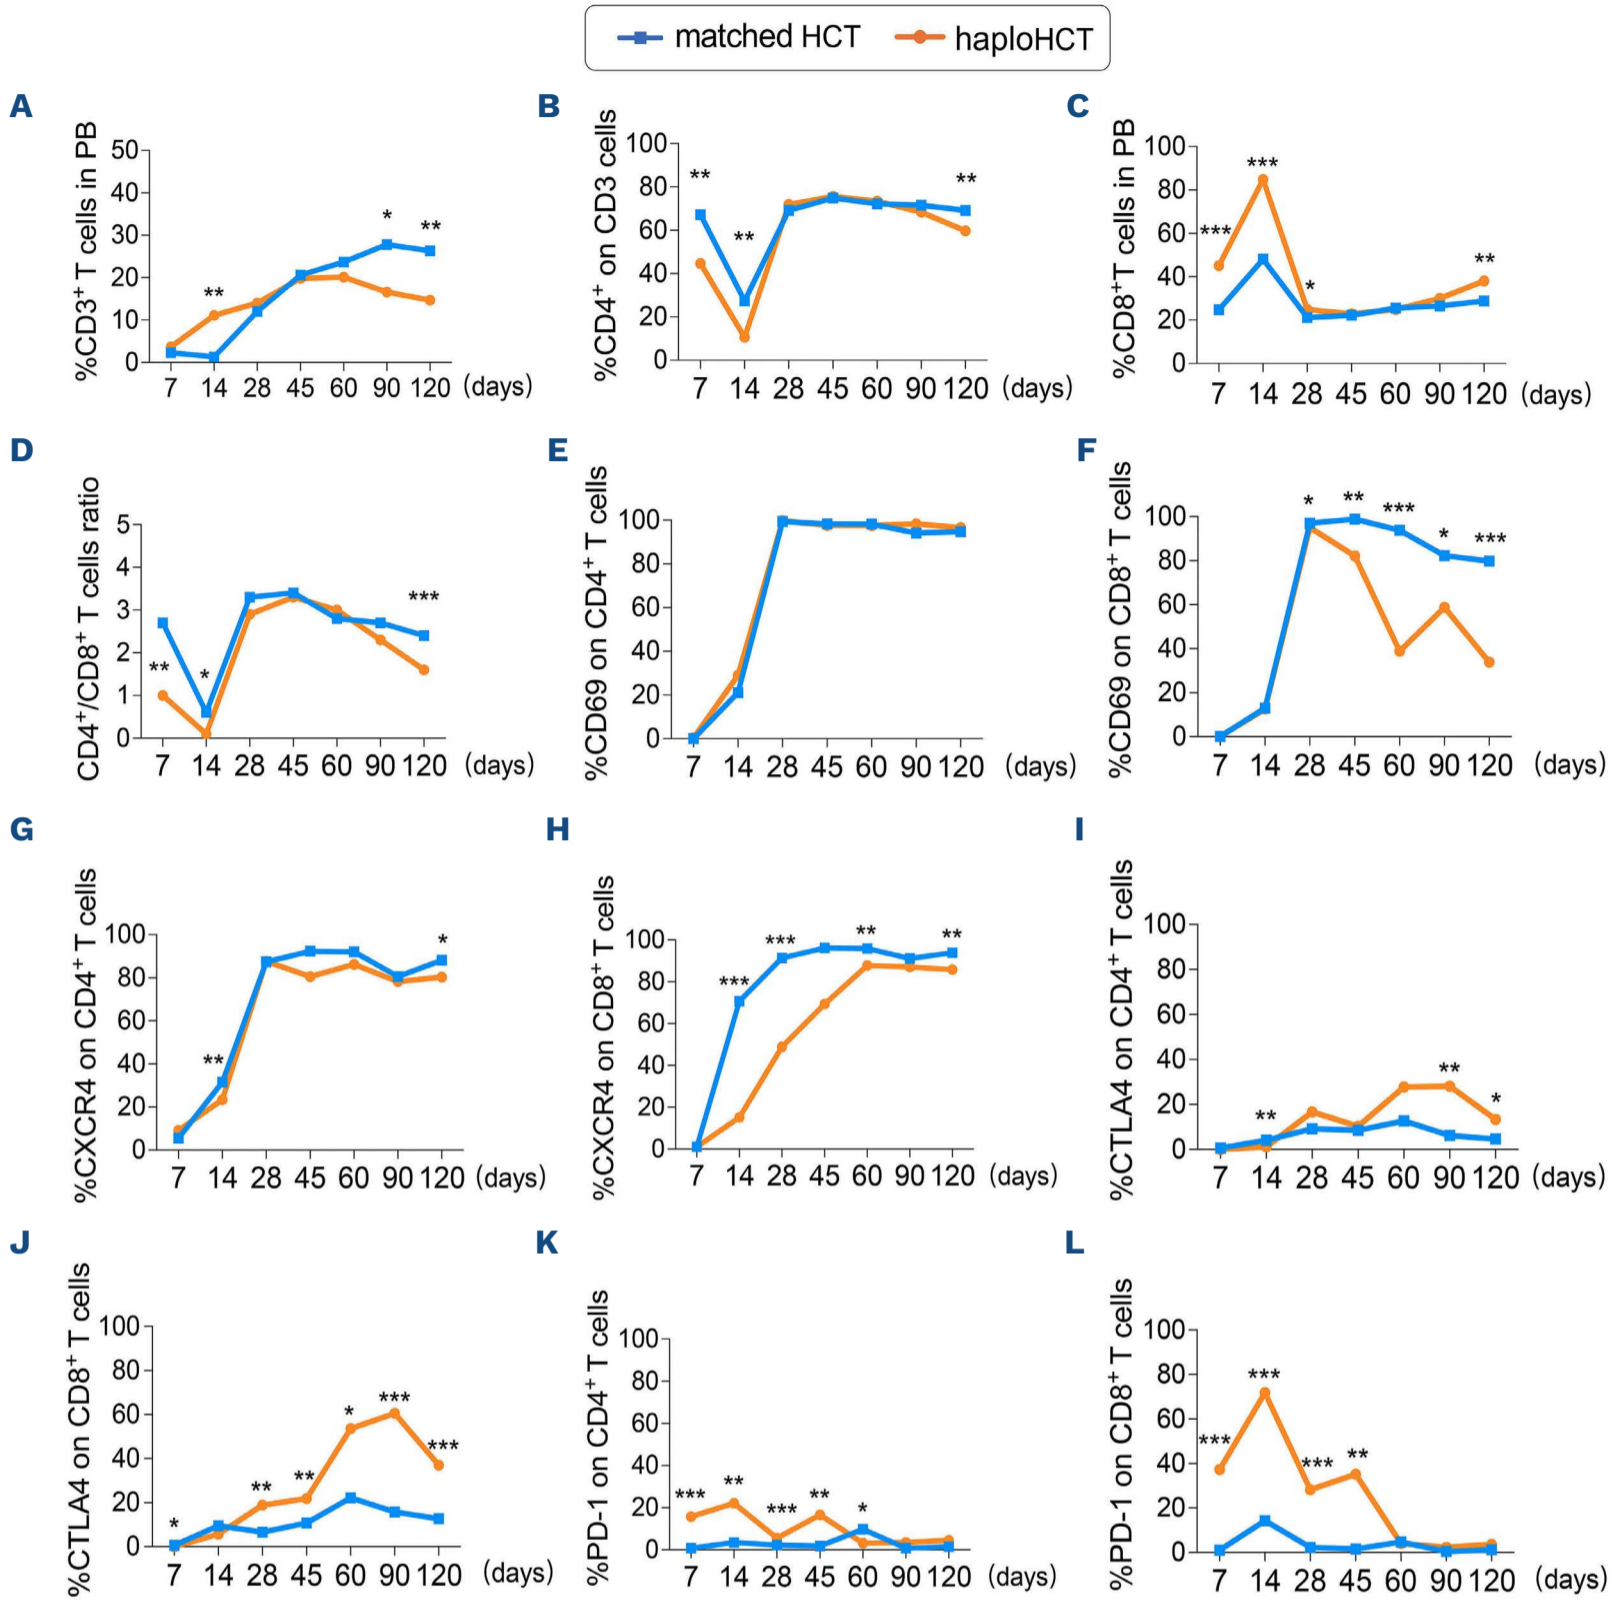 matched HCT haploHCT
A
%CD3⁺ T cells in PB
50
40
30
20
10
0
** * **
7 14 28 45 60 90 120 (days)
B
%CD4⁺ on CD3 cells
100
80
60
40
20
0
** ** **
7 14 28 45 60 90 120 (days)
C
%CD8⁺T cells in PB
100
80
60
40
20
0
*** *** * **
7 14 28 45 60 90 120 (days)
D
CD4⁺/CD8⁺ T cells ratio
5
4
3
2
1
0
** * ***
7 14 28 45 60 90 120 (days)
E
%CD69 on CD4⁺ T cells
100
80
60
40
20
0
7 14 28 45 60 90 120 (days)
F
%CD69 on CD8⁺ T cells
100
80
60
40
20
0
* ** *** * ***
7 14 28 45 60 90 120 (days)
G
%CXCR4 on CD4⁺ T cells
100
80
60
40
20
0
** *
7 14 28 45 60 90 120 (days)
H
%CXCR4 on CD8⁺ T cells
100
80
60
40
20
0
*** *** ** **
7 14 28 45 60 90 120 (days)
I
%CTLA4 on CD4⁺ T cells
100
80
60
40
20
0
** ** *
7 14 28 45 60 90 120 (days)
J
%CTLA4 on CD8⁺ T cells
100
80
60
40
20
0
* ** ** * *** ***
7 14 28 45 60 90 120 (days)
K
%PD-1 on CD4⁺ T cells
100
80
60
40
20
0
*** ** *** ** *
7 14 28 45 60 90 120 (days)
L
%PD-1 on CD8⁺ T cells
100
80
60
40
20
0
*** *** *** **
7 14 28 45 60 90 120 (days)